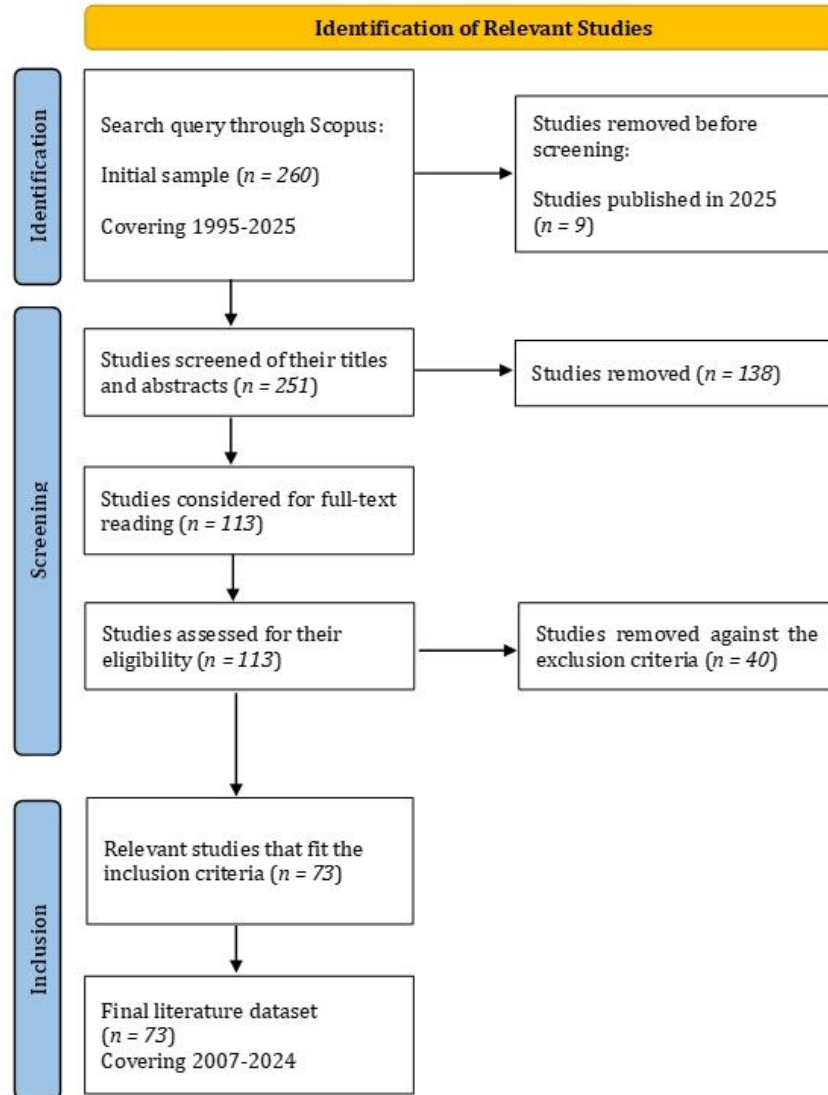 Identification of Relevant Studies
Identification
Search query through Scopus:
Initial sample (n = 260)
Covering 1995-2025
Studies removed before
screening:
Studies published in 2025
(n = 9)
Screening
Studies screened of their titles
and abstracts (n = 251)
Studies removed (n = 138)
Studies considered for full-text
reading (n = 113)
Studies assessed for their
eligibility (n = 113)
Studies removed against the
exclusion criteria (n = 40)
Inclusion
Relevant studies that fit the
inclusion criteria (n = 73)
Final literature dataset
(n = 73)
Covering 2007-2024